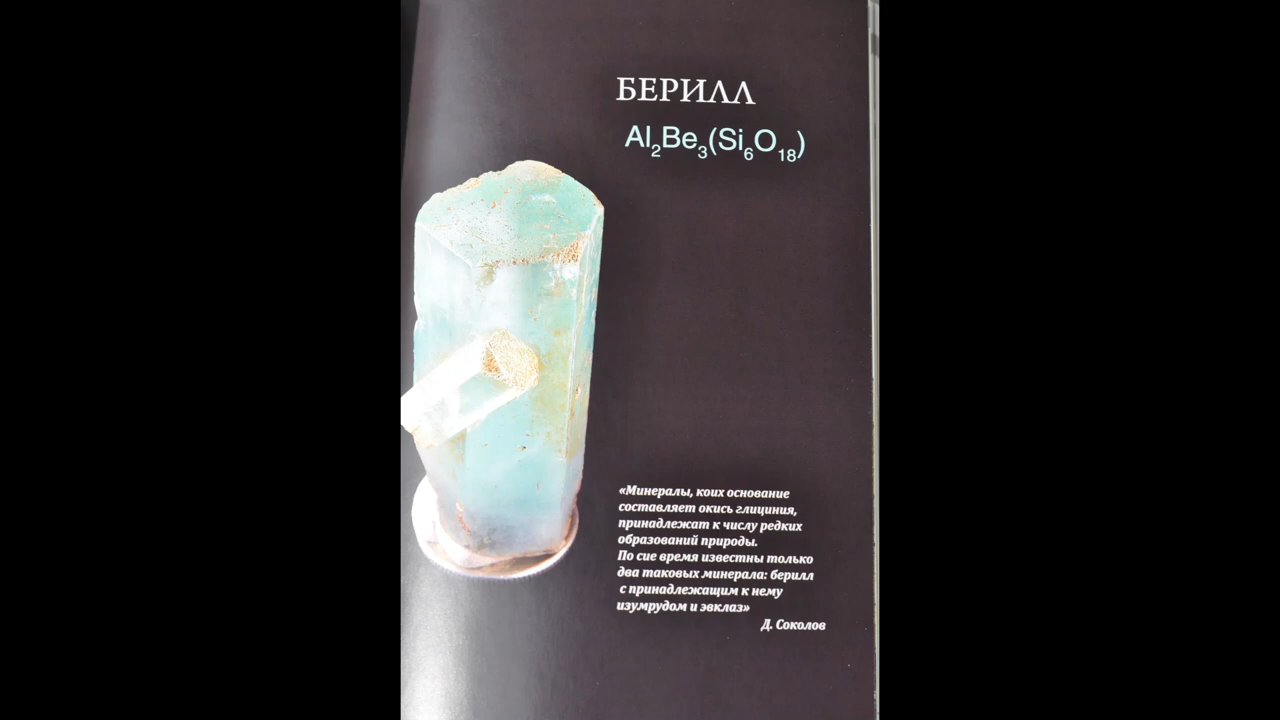 БЕРИЛЛ
Al₂Be₃(Si₆O₁₈)
«Минералы, коих основание
составляет окись глициния,
принадлежат к числу редких
образований природы.
По сие время известны только
два таковых минерала: берилл
с принадлежащим к нему
изумрудом и эвклаз»
Д. Соколов